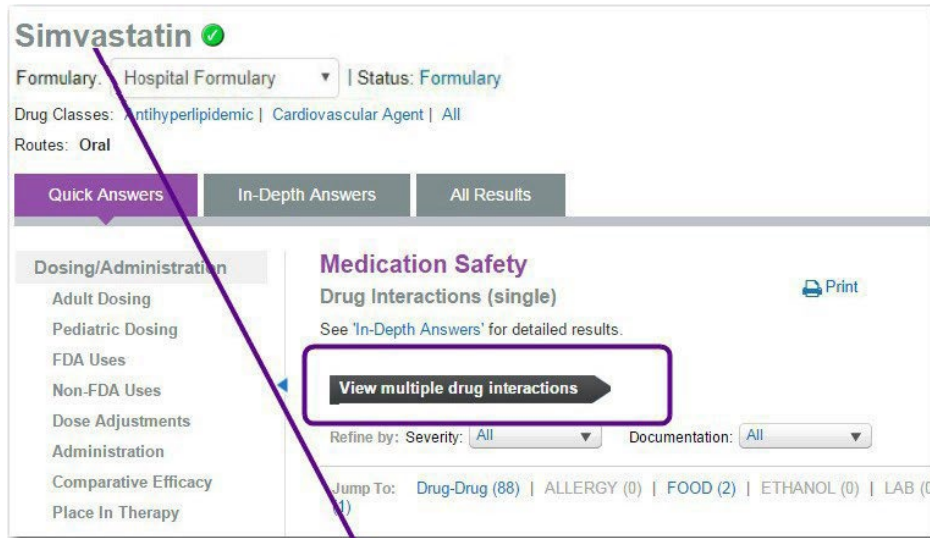 Simvastatin
Formulary: Hospital Formulary | Status: Formulary
Drug Classes: Antihyperlipidemic | Cardiovascular Agent | All
Routes: Oral
Quick Answers In-Depth Answers All Results
Dosing/Administration
Adult Dosing
Pediatric Dosing
FDA Uses
Non-FDA Uses
Dose Adjustments
Administration
Comparative Efficacy
Place In Therapy
Medication Safety
Print
Drug Interactions (single)
See 'In-Depth Answers' for detailed results.
View multiple drug interactions
Refine by: Severity: All Documentation: All
Jump To: Drug-Drug (88) | ALLERGY (0) | FOOD (2) | ETHANOL (0) | LAB (0
(1)